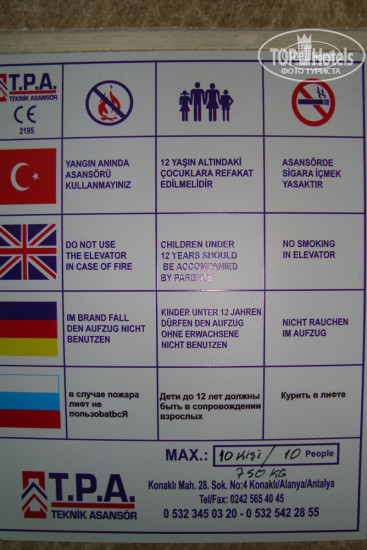 TOP Hotels
ФОТО ТУРИСТА
T.P.A.
TEKNİK ASANSÖR
CE
2195
YANGIN ANINDA
ASANSÖRÜ
KULLANMAYINIZ
12 YAŞIN ALTINDAKİ
ÇOCUKLARA REFAKAT
EDİLMELİDİR
ASANSÖRDE
SİGARA İÇMEK
YASAKTIR
DO NOT USE
THE ELEVATOR
IN CASE OF FIRE
CHILDREN UNDER
12 YEARS SHOULD
BE ACCOMPANIED
BY PARENTS
NO SMOKING
IN ELEVATOR
IM BRAND FALL
DEN AUFZUG NICHT
BENUTZEN
KINDER UNTER 12 JAHREN
DÜRFEN DEN AUFZUG
OHNE ERWACHSENE
NICHT BENUTZEN
NICHT RAUCHEN
IM AUFZUG
в случае пожара
лифт не
пользоbatbcЯ
Дети до 12 лет должны
быть в сопровождении
взрослых
Курить в лифте
MAX.: 10 Kişi / 10 People
750 KG
T.P.A.
TEKNİK ASANSÖR
Konaklı Mah. 28. Sok. No:4 Konaklı/Alanya/Antalya
Tel/Fax: 0242 565 40 45
0 532 345 03 20 - 0 532 542 28 55